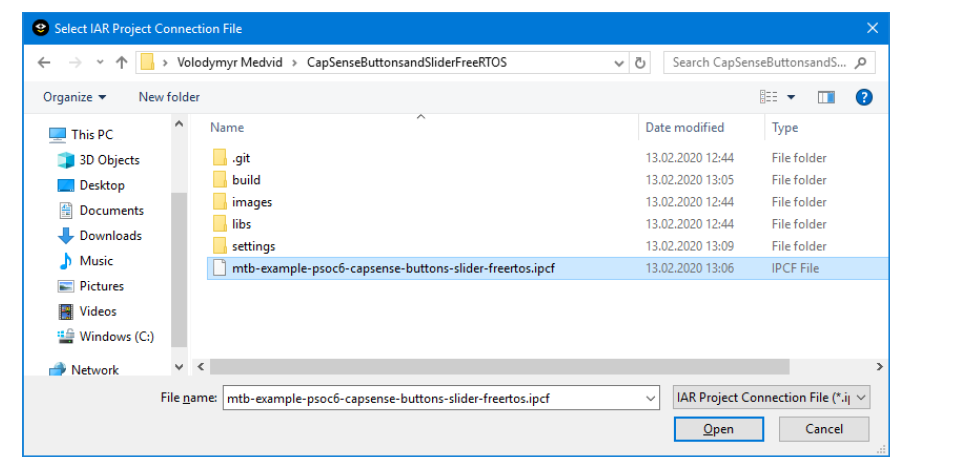 Select IAR Project Connection File
Volodymyr Medvid > CapSenseButtonsandSliderFreeRTOS
Search CapSenseButtonsandS...
Organize New folder
Name Date modified Type
This PC
3D Objects
Desktop
Documents
Downloads
Music
Pictures
Videos
Windows (C:)
Network
.git 13.02.2020 12:44 File folder
build 13.02.2020 13:05 File folder
images 13.02.2020 12:44 File folder
libs 13.02.2020 12:44 File folder
settings 13.02.2020 13:09 File folder
mtb-example-psoc6-capsense-buttons-slider-freertos.ipcf 13.02.2020 13:06 IPCF File
File name: mtb-example-psoc6-capsense-buttons-slider-freertos.ipcf IAR Project Connection File (*.ip
Open Cancel